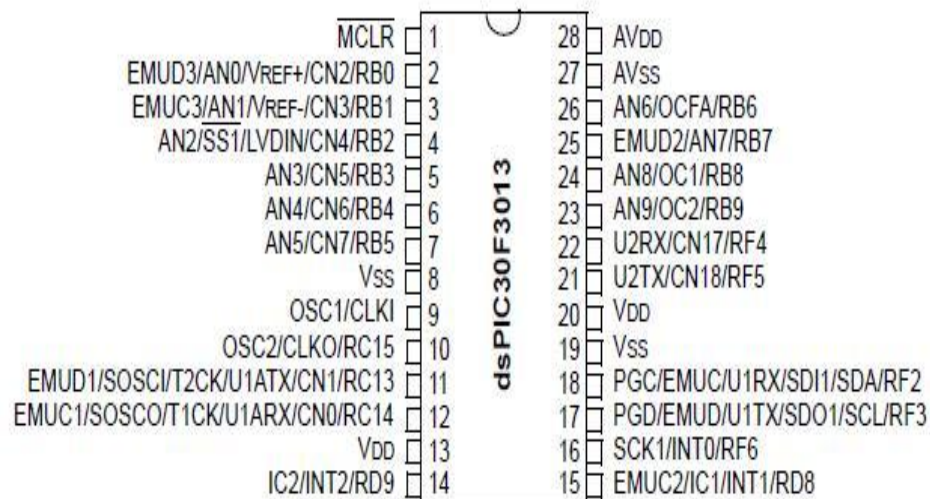 MCLR 1 28 AVDD
EMUD3/AN0/VREF+/CN2/RB0 2 27 AVSS
EMUC3/AN1/VREF-/CN3/RB1 3 26 AN6/OCFA/RB6
AN2/SS1/LVDIN/CN4/RB2 4 25 EMUD2/AN7/RB7
AN3/CN5/RB3 5 24 AN8/OC1/RB8
AN4/CN6/RB4 6 23 AN9/OC2/RB9
AN5/CN7/RB5 7 22 U2RX/CN17/RF4
VSS 8 21 U2TX/CN18/RF5
OSC1/CLKI 9 20 VDD
OSC2/CLKO/RC15 10 19 VSS
EMUD1/SOSCI/T2CK/U1ATX/CN1/RC13 11 18 PGC/EMUC/U1RX/SDI1/SDA/RF2
EMUC1/SOSCO/T1CK/U1ARX/CN0/RC14 12 17 PGD/EMUD/U1TX/SDO1/SCL/RF3
VDD 13 16 SCK1/INT0/RF6
IC2/INT2/RD9 14 15 EMUC2/IC1/INT1/RD8
dsPIC30F3013